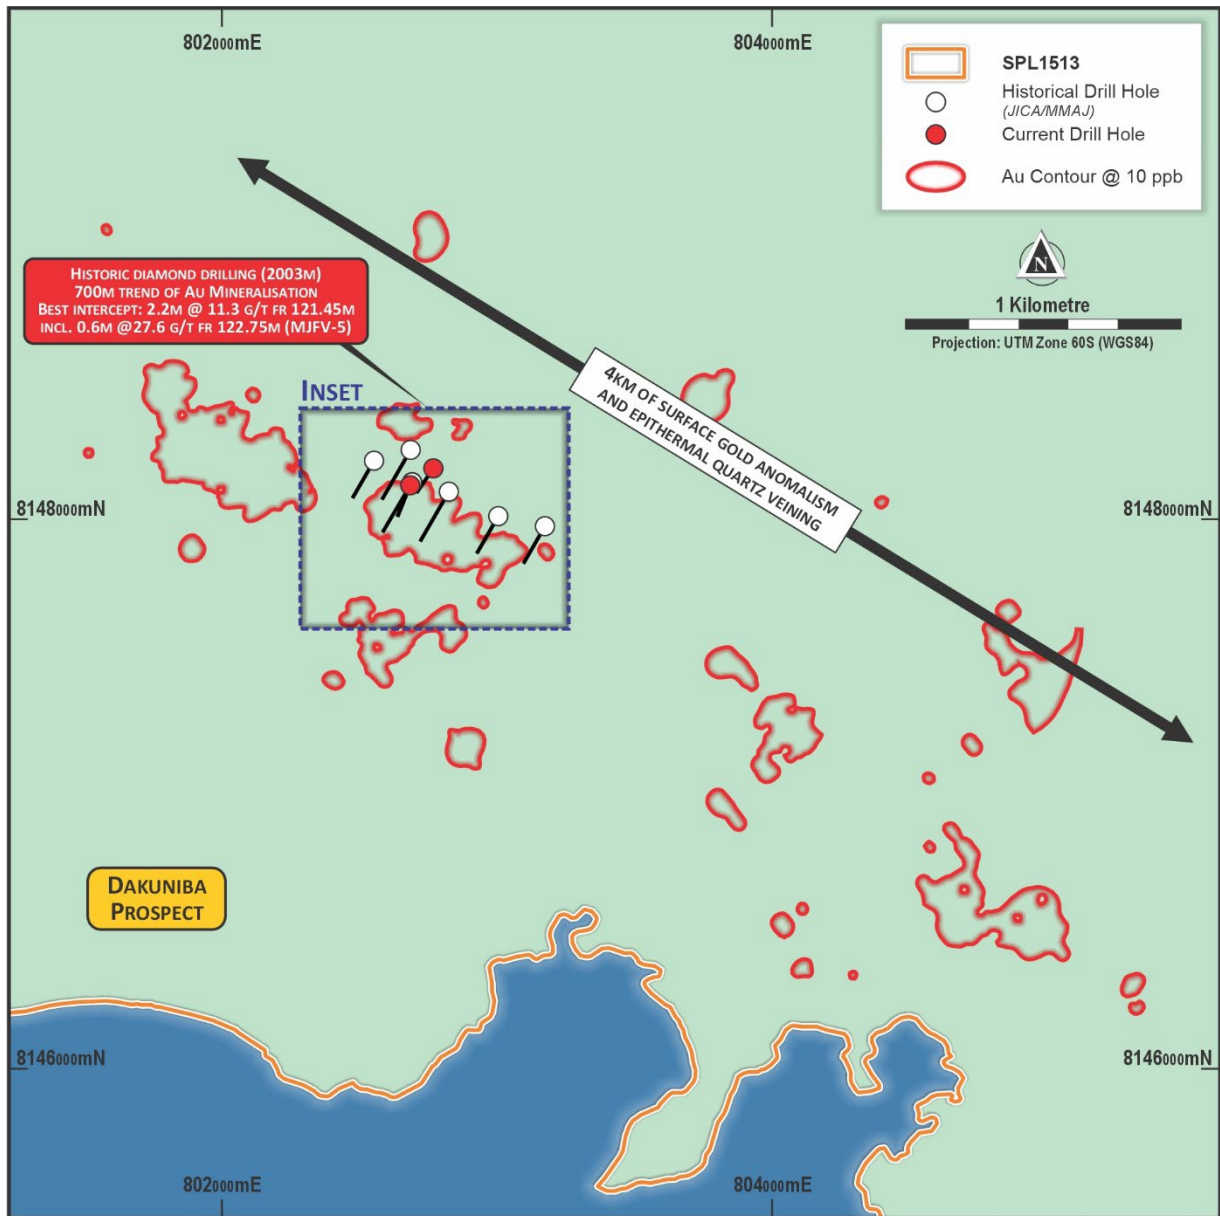 802000mE
804000mE
SPL1513
Historical Drill Hole
(JICA/MMAJ)
Current Drill Hole
Au Contour @ 10 ppb
N
1 Kilometre
Projection: UTM Zone 60S (WGS84)
HISTORIC DIAMOND DRILLING (2003M)
700M TREND OF AU MINERALISATION
BEST INTERCEPT: 2.2M @ 11.3 G/T FR 121.45M
INCL. 0.6M @27.6 G/T FR 122.75M (MJFV-5)
INSET
4KM OF SURFACE GOLD ANOMALISM
AND EPITHERMAL QUARTZ VEINING
8148000mN
8148000mN
DAKUNIBA
PROSPECT
8146000mN
8146000mN
802000mE
804000mE